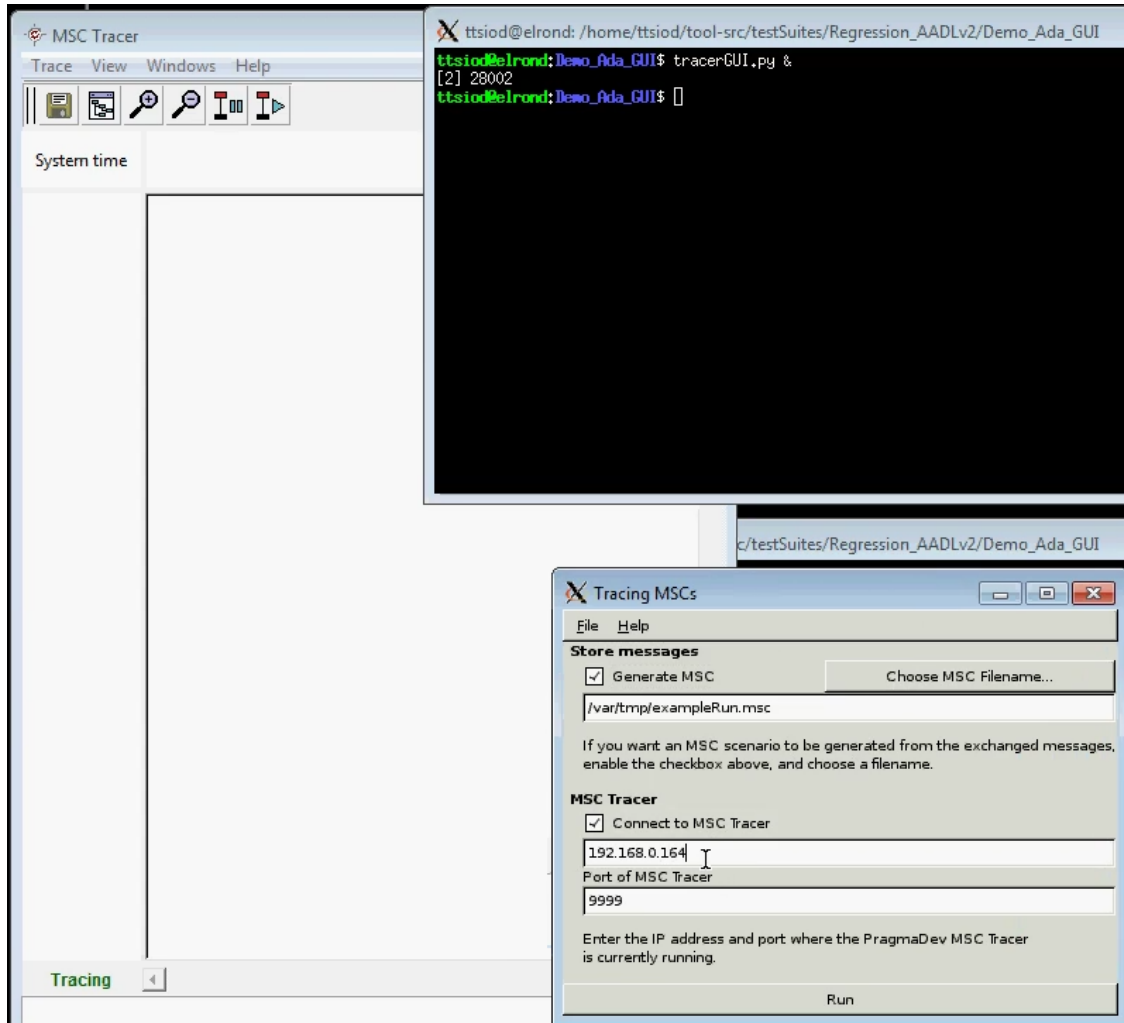 MSC Tracer
Trace View Windows Help
System time
Tracing
ttsiod@elrond: /home/ttsiod/tool-src/testSuites/Regression_AADLv2/Demo_Ada_GUI
ttsiod@elrond:Demo_Ada_GUI$ tracerGUI.py &
[2] 28002
ttsiod@elrond:Demo_Ada_GUI$
c/testSuites/Regression_AADLv2/Demo_Ada_GUI
Tracing MSCs
File Help
Store messages
Generate MSC Choose MSC Filename...
/var/tmp/exampleRun.msc
If you want an MSC scenario to be generated from the exchanged messages,
enable the checkbox above, and choose a filename.
MSC Tracer
Connect to MSC Tracer
192.168.0.164
Port of MSC Tracer
9999
Enter the IP address and port where the PragmaDev MSC Tracer
is currently running.
Run